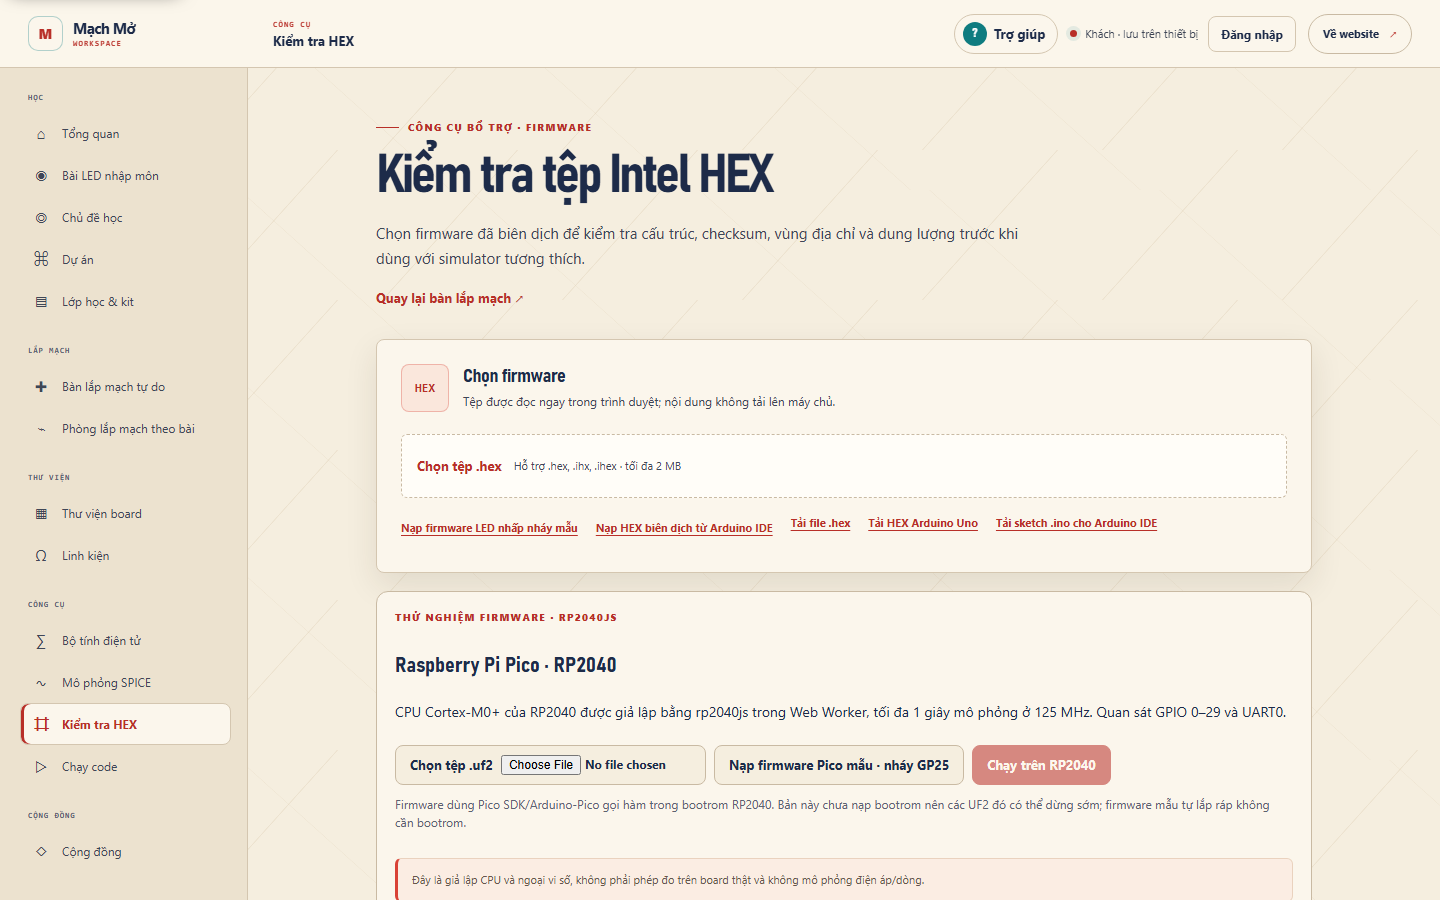 M
Mạch Mở
WORKSPACE
CÔNG CỤ
Kiểm tra HEX
? Trợ giúp
Khách · lưu trên thiết bị
Đăng nhập
Về website ↗
HỌC
Tổng quan
Bài LED nhập môn
Chủ đề học
Dự án
Lớp học & kit
LẮP MẠCH
Bàn lắp mạch tự do
Phòng lắp mạch theo bài
THƯ VIỆN
Thư viện board
Linh kiện
CÔNG CỤ
Bộ tính điện tử
Mô phỏng SPICE
Kiểm tra HEX
Chạy code
CỘNG ĐỒNG
Cộng đồng
CÔNG CỤ BỔ TRỢ · FIRMWARE
Kiểm tra tệp Intel HEX
Chọn firmware đã biên dịch để kiểm tra cấu trúc, checksum, vùng địa chỉ và dung lượng trước khi
dùng với simulator tương thích.
Quay lại bàn lắp mạch ↗
HEX
Chọn firmware
Tệp được đọc ngay trong trình duyệt; nội dung không tải lên máy chủ.
Chọn tệp .hex Hỗ trợ .hex, .ihx, .ihex · tối đa 2 MB
Nạp firmware LED nhấp nháy mẫu Nạp HEX biên dịch từ Arduino IDE Tải file .hex Tải HEX Arduino Uno Tải sketch .ino cho Arduino IDE
THỬ NGHIỆM FIRMWARE · RP2040JS
Raspberry Pi Pico · RP2040
CPU Cortex-M0+ của RP2040 được giả lập bằng rp2040js trong Web Worker, tối đa 1 giây mô phỏng ở 125 MHz. Quan sát GPIO 0–29 và UART0.
Chọn tệp .uf2 Choose File No file chosen
Nạp firmware Pico mẫu · nháy GP25
Chạy trên RP2040
Firmware dùng Pico SDK/Arduino-Pico gọi hàm trong bootrom RP2040. Bản này chưa nạp bootrom nên các UF2 đó có thể dừng sớm; firmware mẫu tự lắp ráp không
cần bootrom.
Đây là giả lập CPU và ngoại vi số, không phải phép đo trên board thật và không mô phỏng điện áp/dòng.